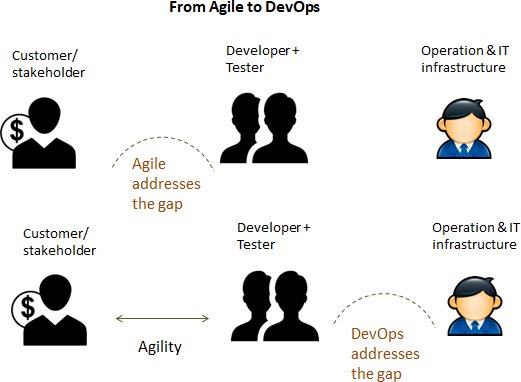 From Agile to DevOps
Customer/
stakeholder
Developer +
Tester
Operation & IT
infrastructure
$
Agile
addresses
the gap
Customer/
stakeholder
Developer +
Tester
Operation & IT
infrastructure
$
Agility
DevOps
addresses
the gap